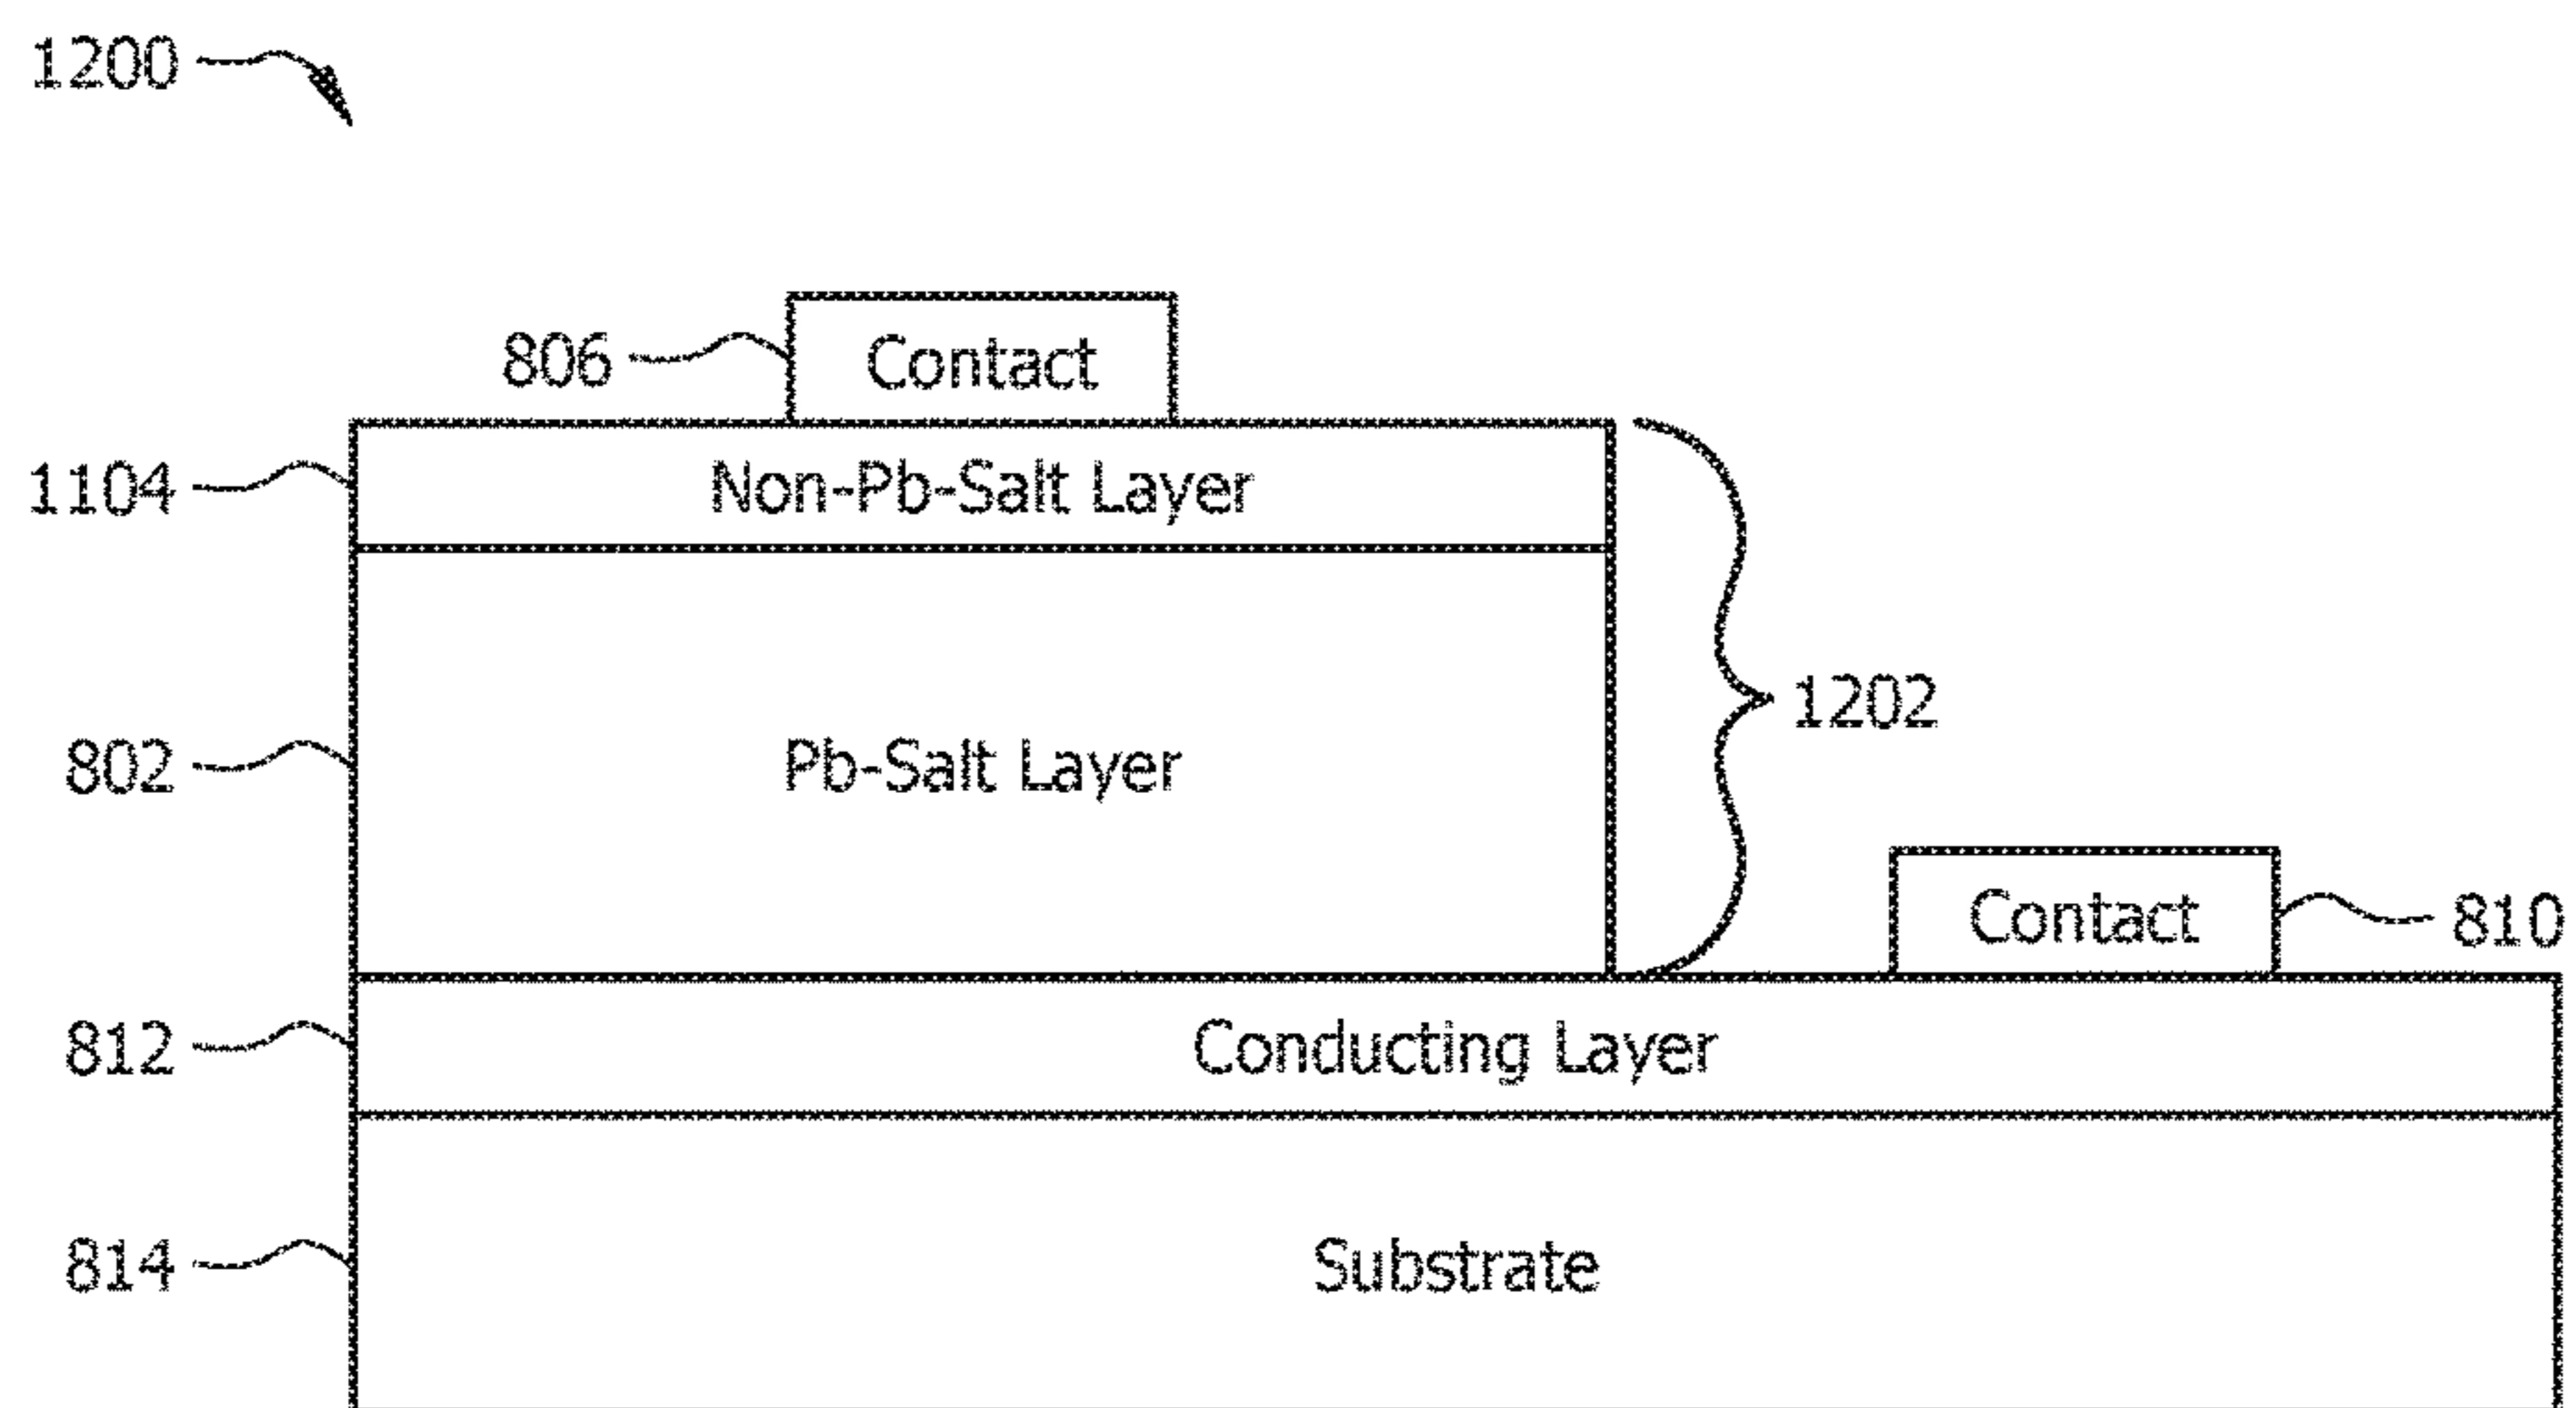 1200
806 Contact
1104 Non-Pb-Salt Layer
802 Pb-Salt Layer
1202
Contact 810
812 Conducting Layer
814 Substrate